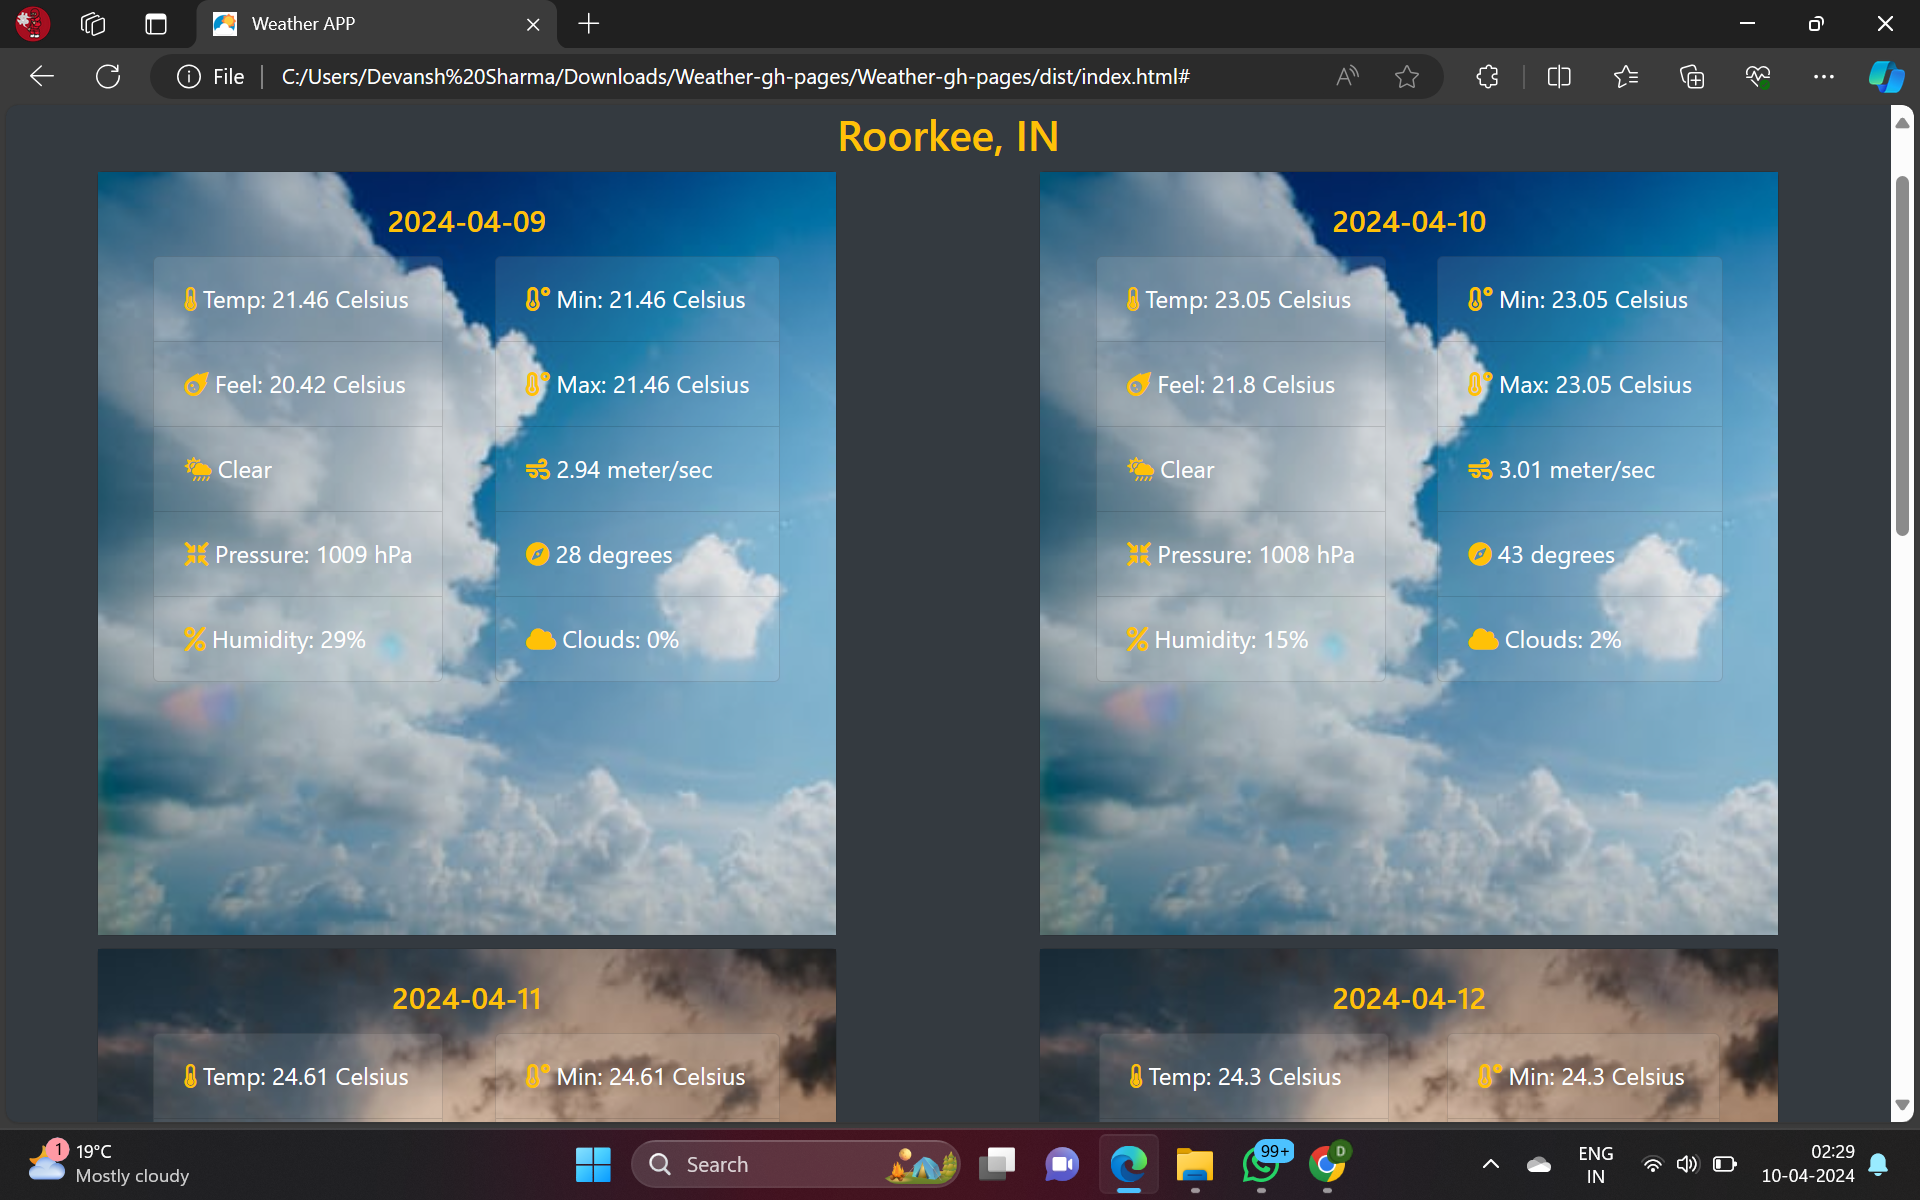 Weather APP
File
C:/Users/Devansh%20Sharma/Downloads/Weather-gh-pages/Weather-gh-pages/dist/index.html#
Roorkee, IN
2024-04-09
Temp: 21.46 Celsius
Feel: 20.42 Celsius
Clear
Pressure: 1009 hPa
Humidity: 29%
Min: 21.46 Celsius
Max: 21.46 Celsius
2.94 meter/sec
28 degrees
Clouds: 0%
2024-04-10
Temp: 23.05 Celsius
Feel: 21.8 Celsius
Clear
Pressure: 1008 hPa
Humidity: 15%
Min: 23.05 Celsius
Max: 23.05 Celsius
3.01 meter/sec
43 degrees
Clouds: 2%
2024-04-11
Temp: 24.61 Celsius
Min: 24.61 Celsius
2024-04-12
Temp: 24.3 Celsius
Min: 24.3 Celsius
1
19°C
Mostly cloudy
Search
99+
D
ENG
IN
02:29
10-04-2024